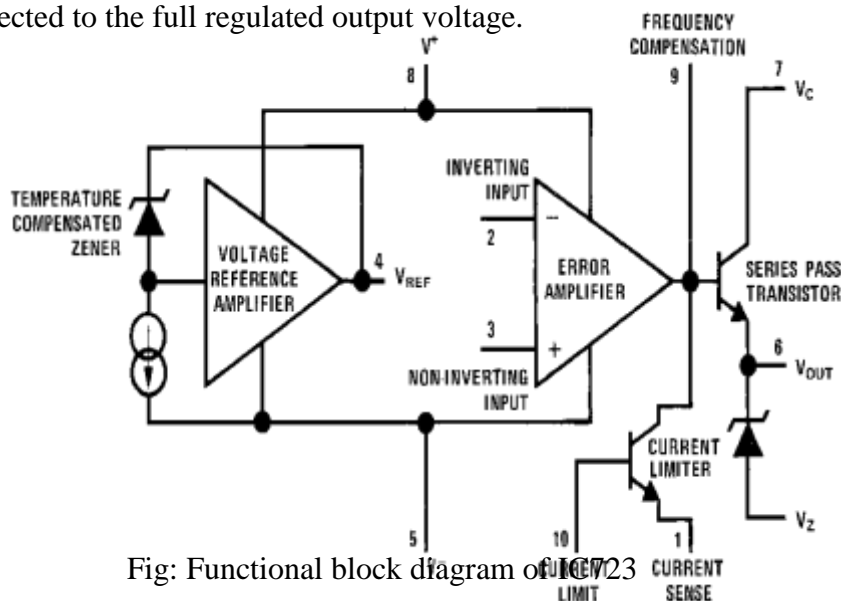 ected to the full regulated output voltage.
FREQUENCY
COMPENSATION
V+
8
9
7
VC
INVERTING
INPUT
TEMPERATURE
COMPENSATED
ZENER
2
−
VOLTAGE
REFERENCE
AMPLIFIER
4
VREF
ERROR
AMPLIFIER
SERIES PASS
TRANSISTOR
3
+
6
VOUT
NON-INVERTING
INPUT
CURRENT
LIMITER
VZ
5
10
1
Fig: Functional block diagram of IC723
CURRENT
LIMIT
CURRENT
SENSE